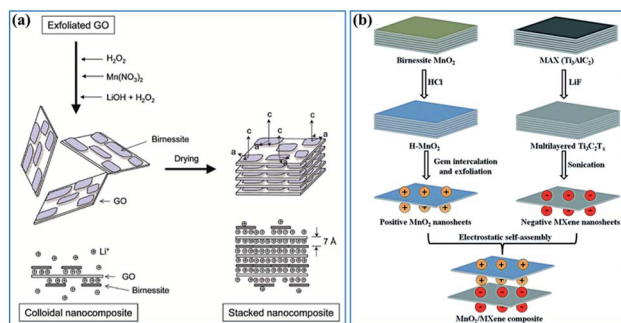 (a)
Exfoliated GO
H₂O₂
Mn(NO₃)₂
LiOH + H₂O₂
Birnessite
GO
Drying
c
c
c
c
a
a
a
a
Li⁺
GO
Birnessite
7 Å
Colloidal nanocomposite
Stacked nanocomposite
(b)
Birnessite MnO₂
MAX (Ti₃AlC₂)
HCl
LiF
H-MnO₂
Multilayered Ti₃C₂Tₓ
Gem intercalation
and exfoliation
Sonication
Positive MnO₂ nanosheets
Negative MXene nanosheets
Electrostatic self-assembly
MnO₂/MXene composite